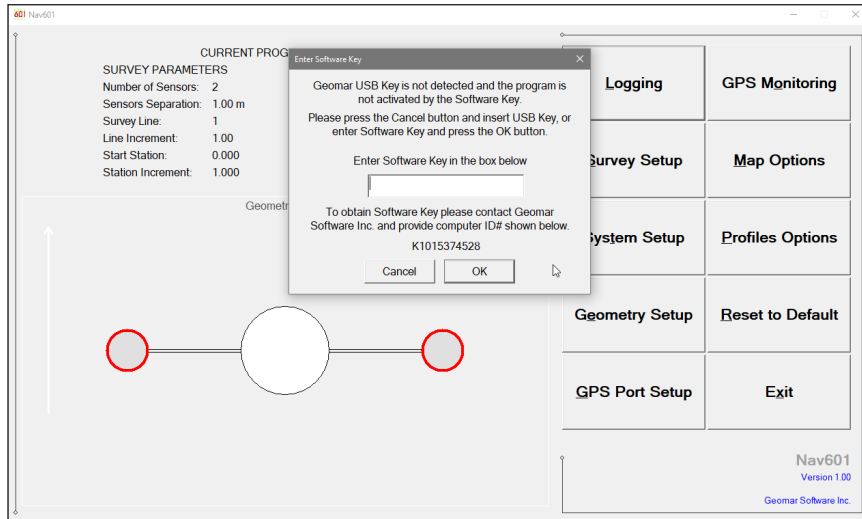 601 Nav601
CURRENT PROG
SURVEY PARAMETERS
Number of Sensors: 2
Sensors Separation: 1.00 m
Survey Line: 1
Line Increment: 1.00
Start Station: 0.000
Station Increment: 1.000
Geometr
Enter Software Key
Geomar USB Key is not detected and the program is
not activated by the Software Key.
Please press the Cancel button and insert USB Key, or
enter Software Key and press the OK button.
Enter Software Key in the box below
To obtain Software Key please contact Geomar
Software Inc. and provide computer ID# shown below.
K1015374528
Cancel OK
Logging GPS Monitoring
Survey Setup Map Options
System Setup Profiles Options
Geometry Setup Reset to Default
GPS Port Setup Exit
Nav601
Version 1.00
Geomar Software Inc.